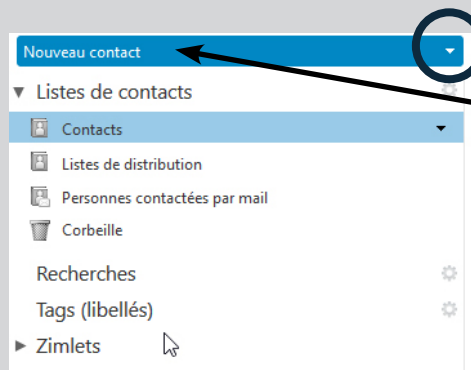 Nouveau contact
Listes de contacts
Contacts
Listes de distribution
Personnes contactées par mail
Corbeille
Recherches
Tags (libellés)
Zimlets